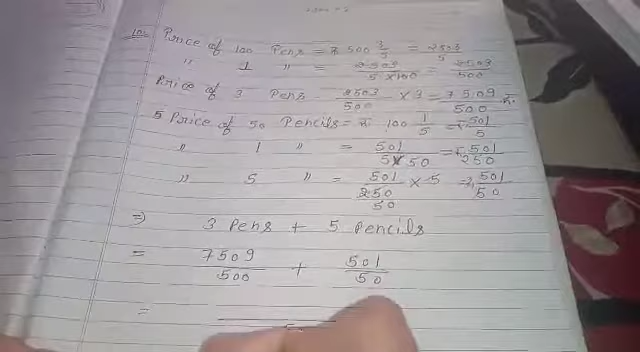 10. Price of 100 Pens = ₹ 500 3/5 = 2503/5
" 1 " = 2503/5×100 = 2503/500
Price of 3 Pens 2503/500 × 3 = 7509/500
5 Price of 50 Pencils = ₹ 100 1/5 = ₹ 501/5
" 1 " = 501/5×50 = ₹ 501/250
" 5 " = 501/250 × 5 = ₹ 501/50
50
⇒ 3 Pens + 5 Pencils
= 7509/500 + 501/50
=